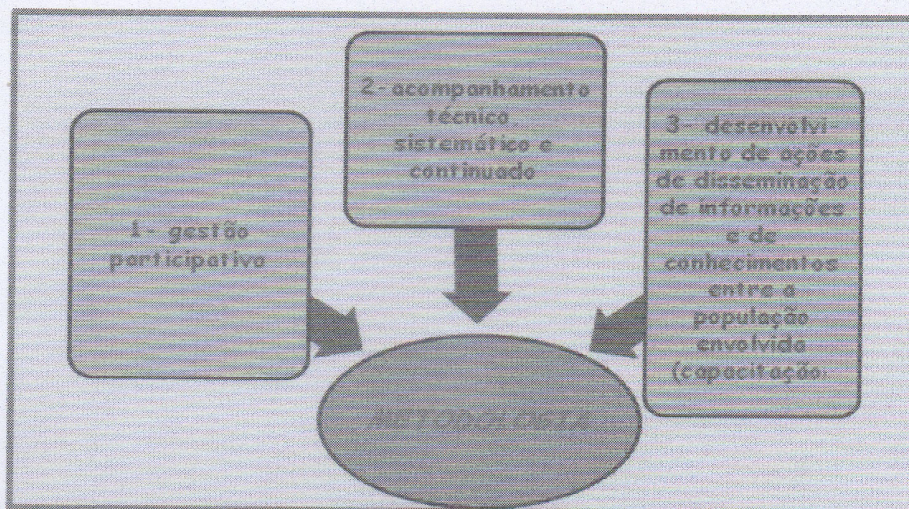 1- gestão
participativa
2- acompanhamento
técnico
sistemático e
continuado
3- desenvolvi-
mento de ações
de disseminação
de informações
e de
conhecimentos
entre a
população
envolvida
(capacitação.
METODOLOGIA